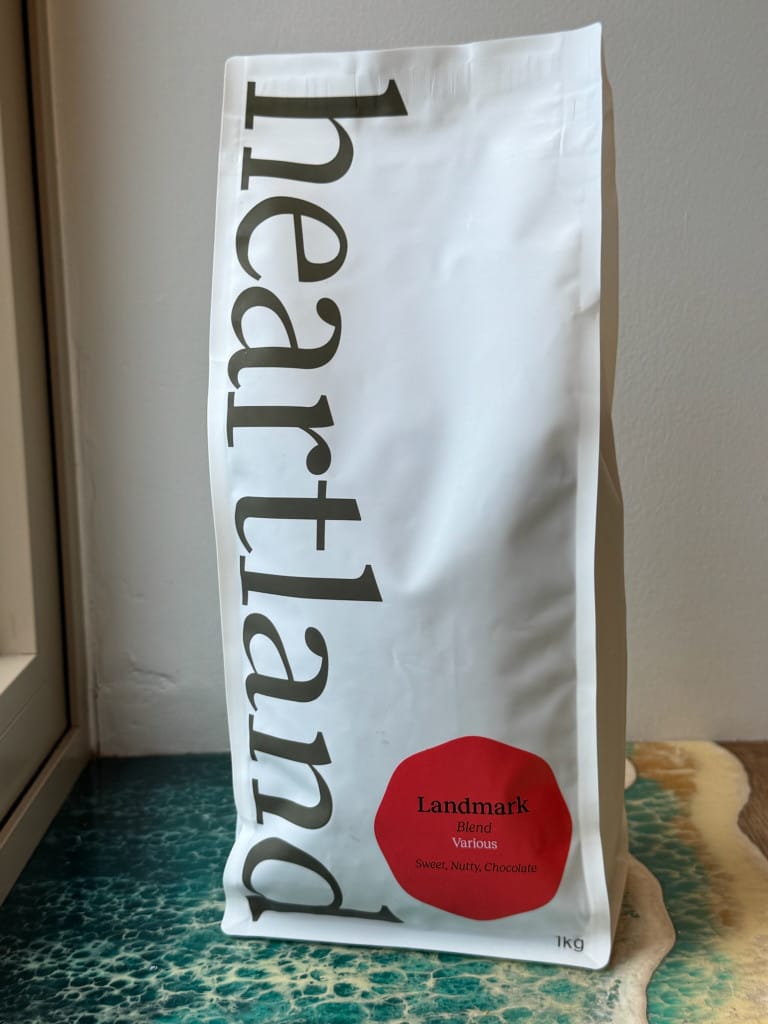 heartland
Landmark
Blend
Various
Sweet, Nutty, Chocolate
1kg